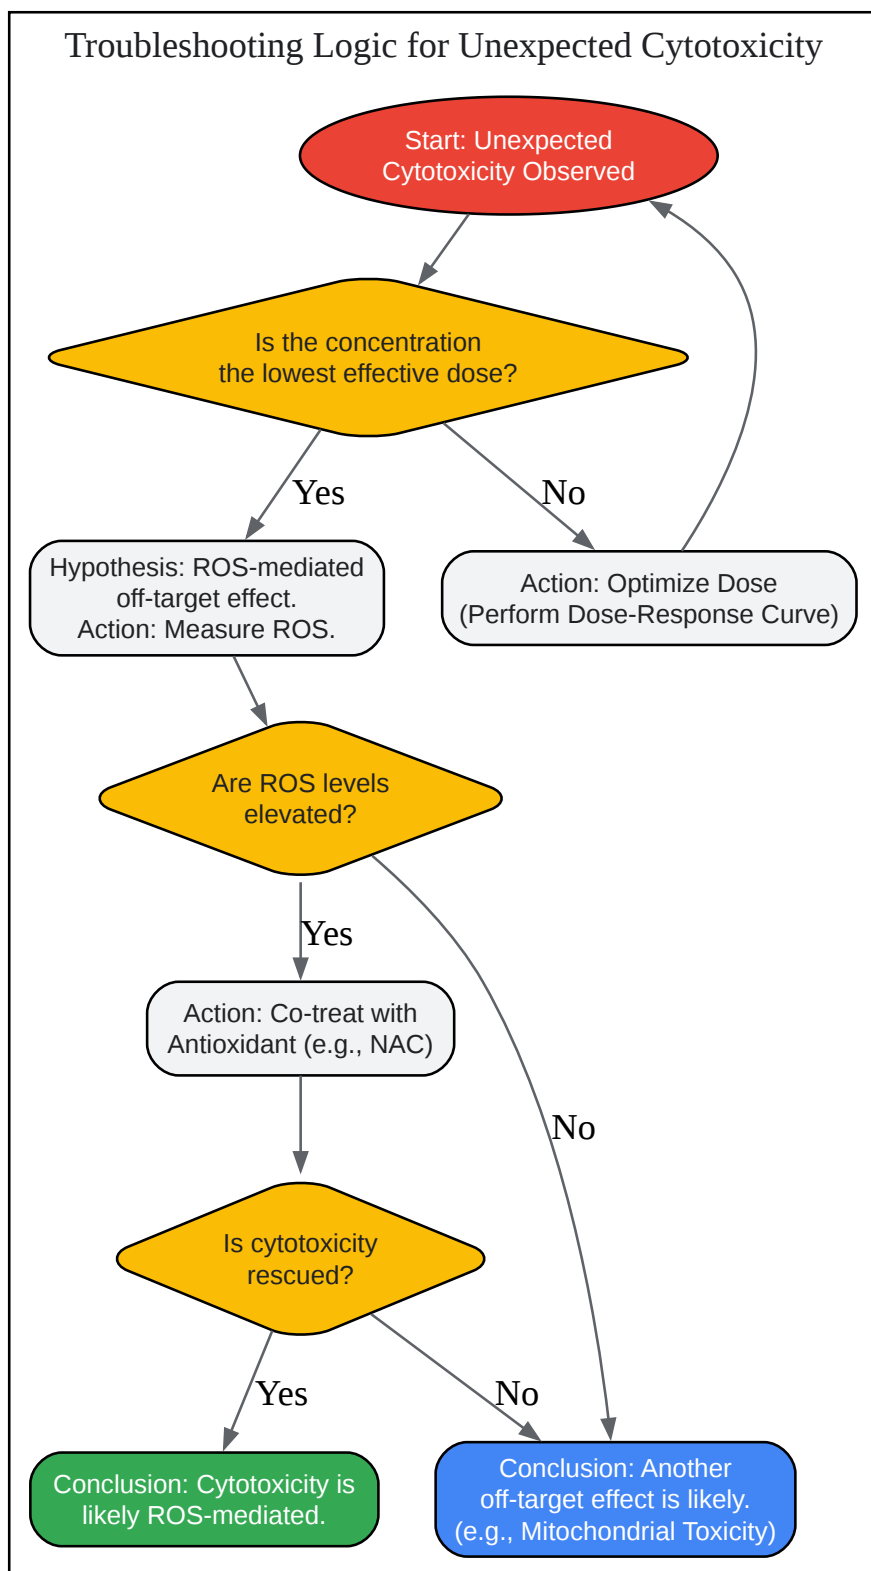 Troubleshooting Logic for Unexpected Cytotoxicity
Start: Unexpected
Cytotoxicity Observed
Is the concentration
the lowest effective dose?
Yes
No
Hypothesis: ROS-mediated
off-target effect.
Action: Measure ROS.
Action: Optimize Dose
(Perform Dose-Response Curve)
Are ROS levels
elevated?
Yes
Action: Co-treat with
Antioxidant (e.g., NAC)
No
Is cytotoxicity
rescued?
Yes
No
Conclusion: Cytotoxicity is
likely ROS-mediated.
Conclusion: Another
off-target effect is likely.
(e.g., Mitochondrial Toxicity)